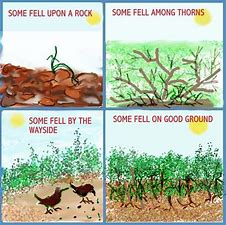 SOME FELL UPON A ROCK
SOME FELL AMONG THORNS
SOME FELL BY THE
WAYSIDE
SOME FELL ON GOOD GROUND